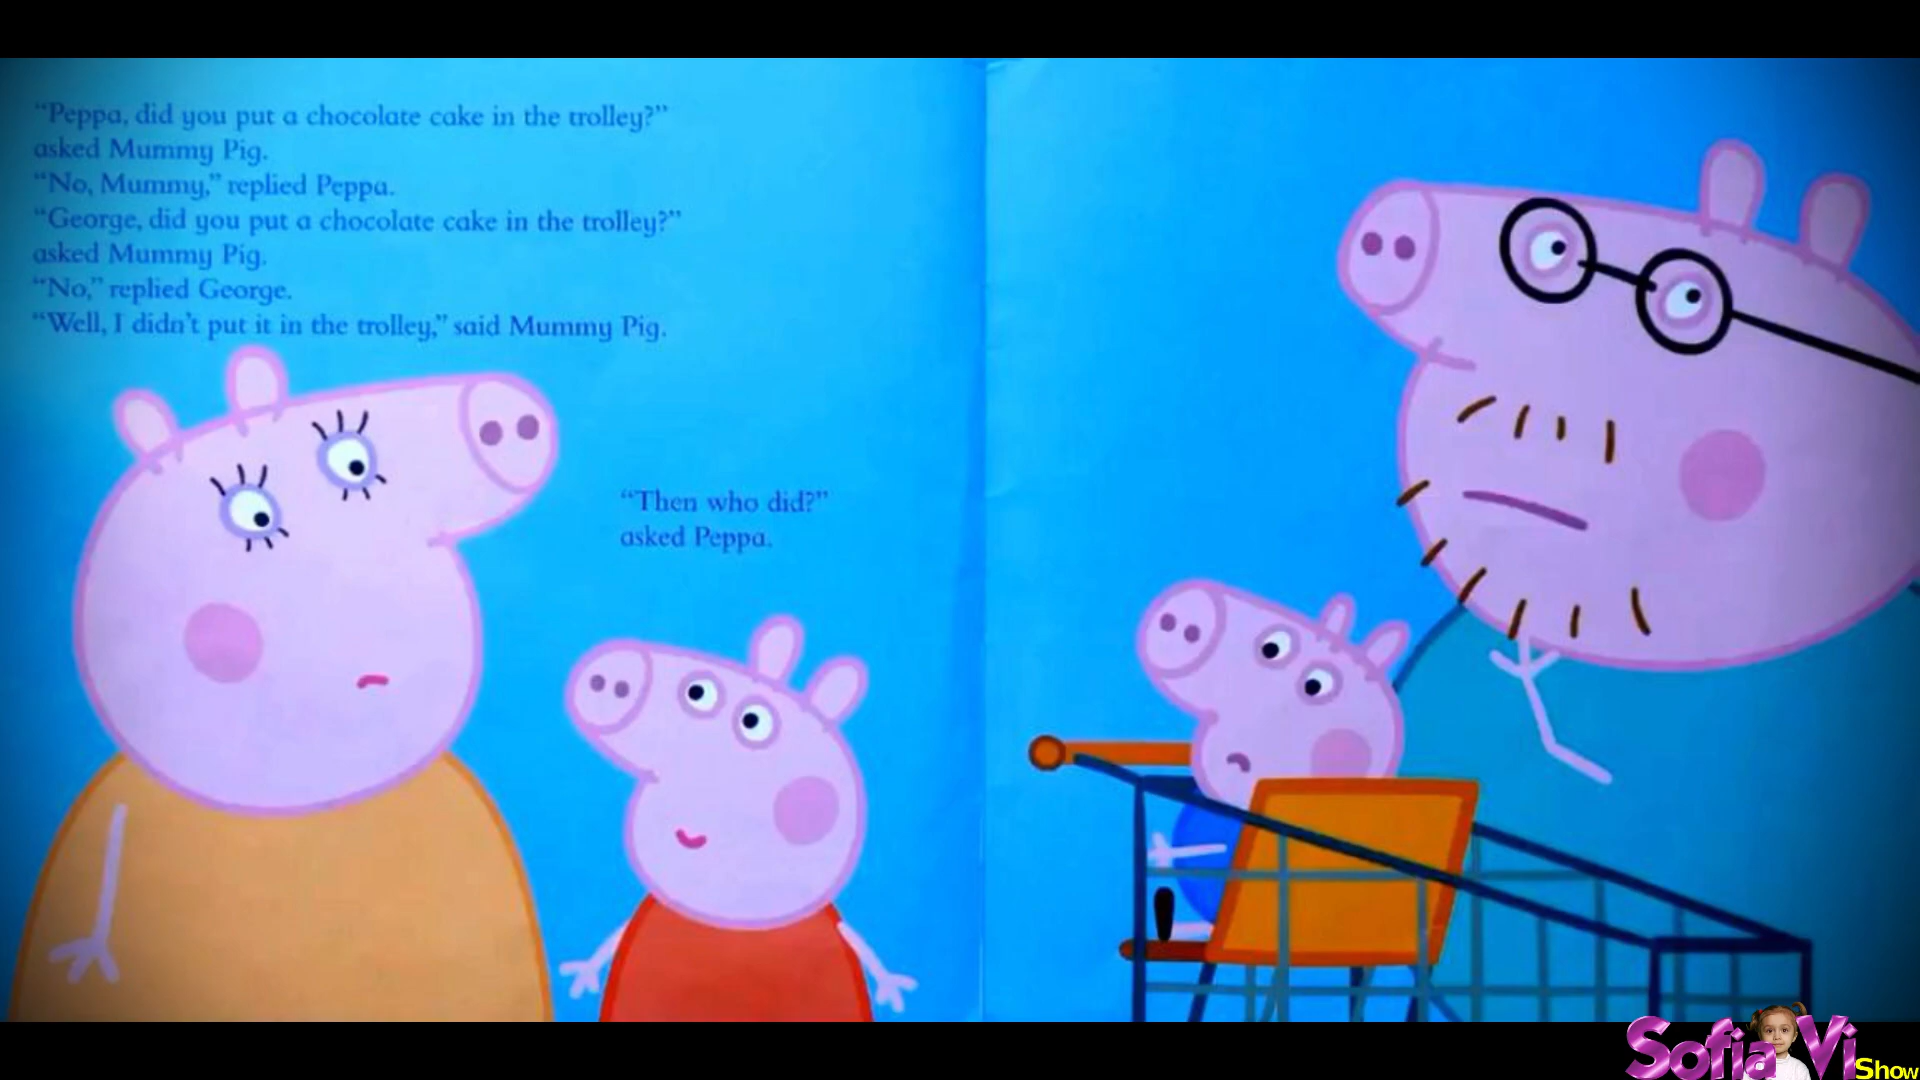 “Peppa, did you put a chocolate cake in the trolley?”
asked Mummy Pig.
“No, Mummy,” replied Peppa.
“George, did you put a chocolate cake in the trolley?”
asked Mummy Pig.
“No,” replied George.
“Well, I didn't put it in the trolley,” said Mummy Pig.
“Then who did?”
asked Peppa.
Sofia Vi
Show